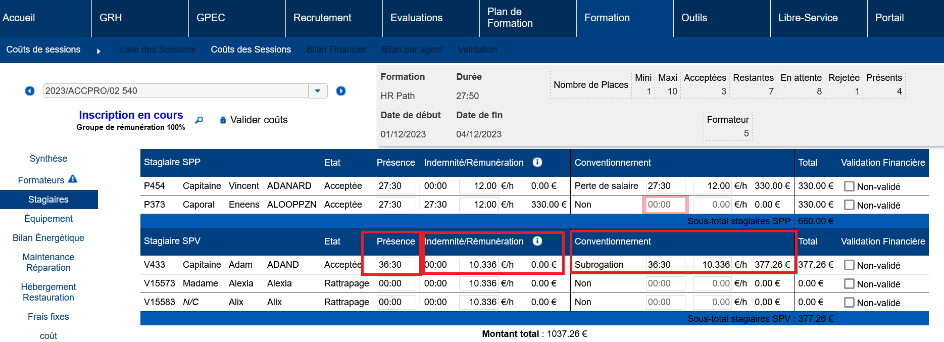 Accueil GRH GPEC Recrutement Evaluations Plan de Formation Formation Outils Libre-Service Portail
Coûts de sessions Liste des Sessions Coûts des Sessions Bilan Financier Bilan par agent Validation
2023/ACCPRO/02 540
Inscription en cours
Groupe de rémunération 100%
Valider coûts
Formation Durée
HR Path 27:50
Date de début Date de fin
01/12/2023 04/12/2023
Nombre de Places Mini Maxi Acceptées Restantes En attente Rejetée Présents
1 10 3 7 8 1 4
Formateur
5
Synthèse
Formateurs
Stagiaires
Équipement
Bilan Énergétique
Maintenance
Réparation
Hébergement
Restauration
Frais fixes
coût
Stagiaire SPP Etat Présence Indemnité/Rémunération Conventionnement Total Validation Financière
P454 Capitaine Vincent ADANARD Acceptée 27:30 00:00 12.00 €/h 0.00 € Perte de salaire 27:30 12.00 €/h 330.00 € 330.00 € Non-validé
P373 Caporal Eneens ALOOPPZN Acceptée 27:30 27:30 12.00 €/h 330.00 € Non 00:00 0.00 €/h 0.00 € 330.00 € Non-validé
Sous-total stagiaires SPP : 660.00 €
Stagiaire SPV Etat Présence Indemnité/Rémunération Conventionnement Total Validation Financière
V433 Capitaine Adam ADAND Acceptée 36:30 00:00 10.336 €/h 0.00 € Subrogation 36:30 10.336 €/h 377.26 € 377.26 € Non-validé
V15573 Madame Alexia Alexia Rattrapage 00:00 00:00 10.336 €/h 0.00 € Non 00:00 0.00 €/h 0.00 € 0.00 € Non-validé
V15583 N/C Alix Alix Rattrapage 00:00 00:00 10.336 €/h 0.00 € Non 00:00 0.00 €/h 0.00 € 0.00 € Non-validé
Sous-total stagiaires SPV : 377.26 €
Montant total : 1037.26 €